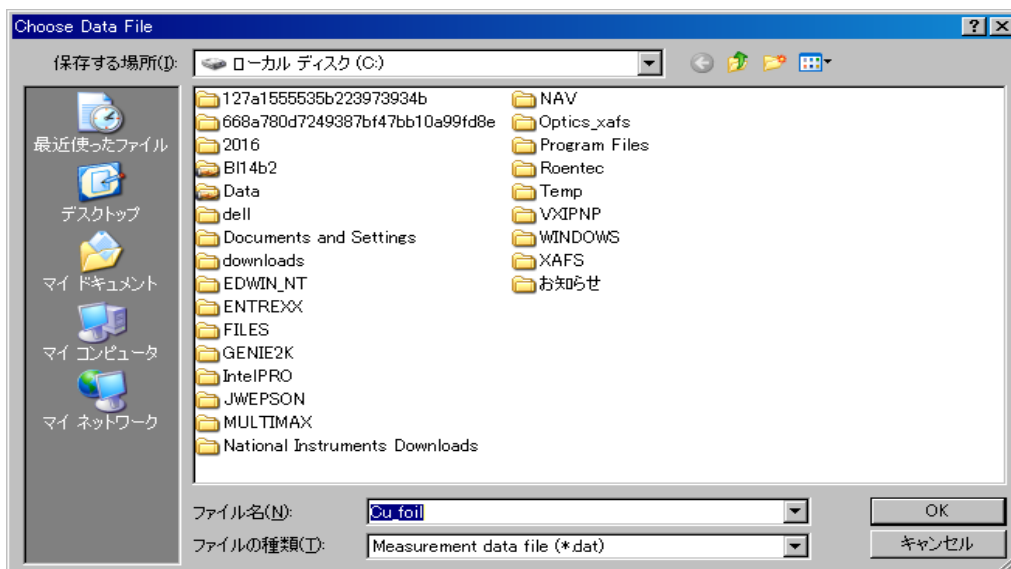 Choose Data File
保存する場所(I):
ローカル ディスク (C:)
最近使ったファイル
デスクトップ
マイ ドキュメント
マイ コンピュータ
マイ ネットワーク
127a1555535b223973934b
668a780d7249387bf47bb10a99fd8e
2016
Bl14b2
Data
dell
Documents and Settings
downloads
EDWIN_NT
ENTREXX
FILES
GENIE2K
IntelPRO
JWEPSON
MULTIMAX
National Instruments Downloads
NAV
Optics_xafs
Program Files
Roentec
Temp
VXIPNP
WINDOWS
XAFS
お知らせ
ファイル名(N):
Cu_foil
OK
ファイルの種類(T):
Measurement data file (*.dat)
キャンセル